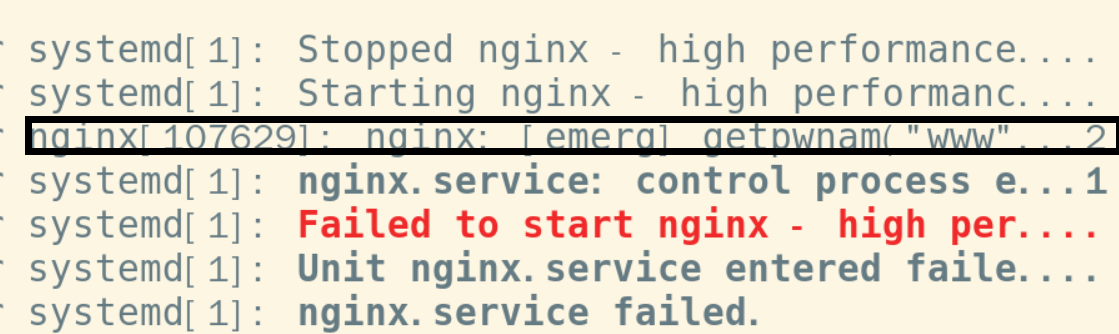 systemd[1]: Stopped nginx - high performance....
systemd[1]: Starting nginx - high performanc....
nginx[107629]: nginx: [emerg] getpwnam("www"...2
systemd[1]: nginx.service: control process e...1
systemd[1]: Failed to start nginx - high per....
systemd[1]: Unit nginx.service entered faile....
systemd[1]: nginx.service failed.